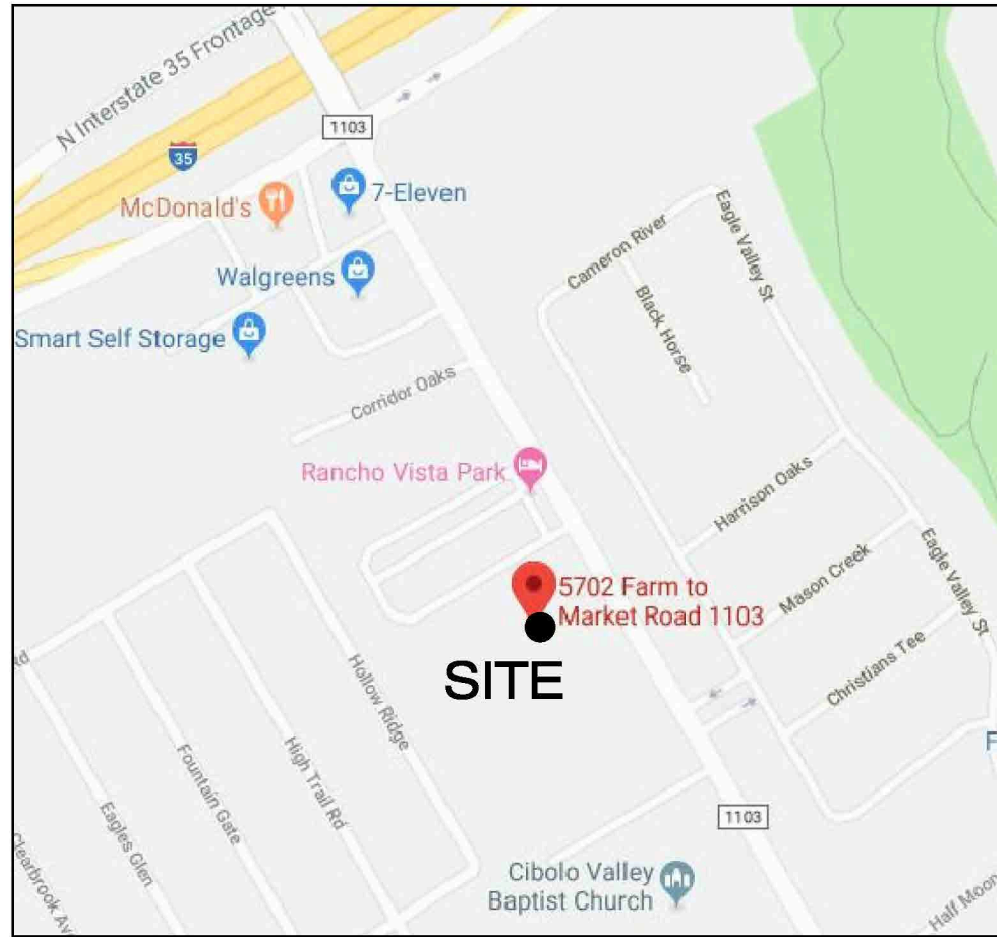 N Interstate 35 Frontage
1103
35
McDonald's
7-Eleven
Walgreens
Smart Self Storage
Corridor Oaks
Cameron River
Eagle Valley St
Black Horse
Rancho Vista Park
Harrison Oaks
Mason Creek
Eagle Valley St
5702 Farm to
Market Road 1103
SITE
Christians Tee
Rd
Hollow Ridge
High Trail Rd
Fountain Gate
Eagles Glen
Clearbrook Av
F
1103
Cibolo Valley
Baptist Church
Half Moon